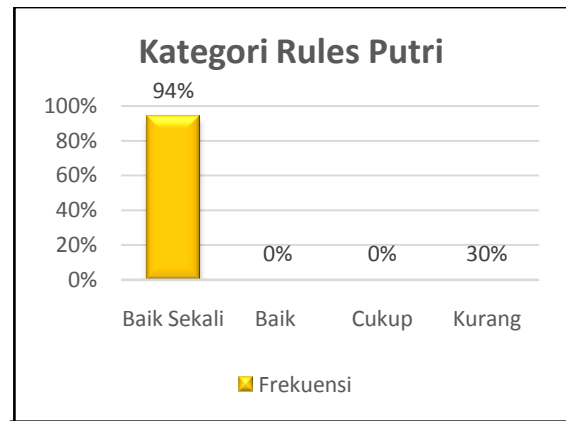 Kategori Rules Putri
94%
100%
80%
60%
40%
20%
0%
0%
0%
30%
Baik Sekali
Baik
Cukup
Kurang
Frekuensi